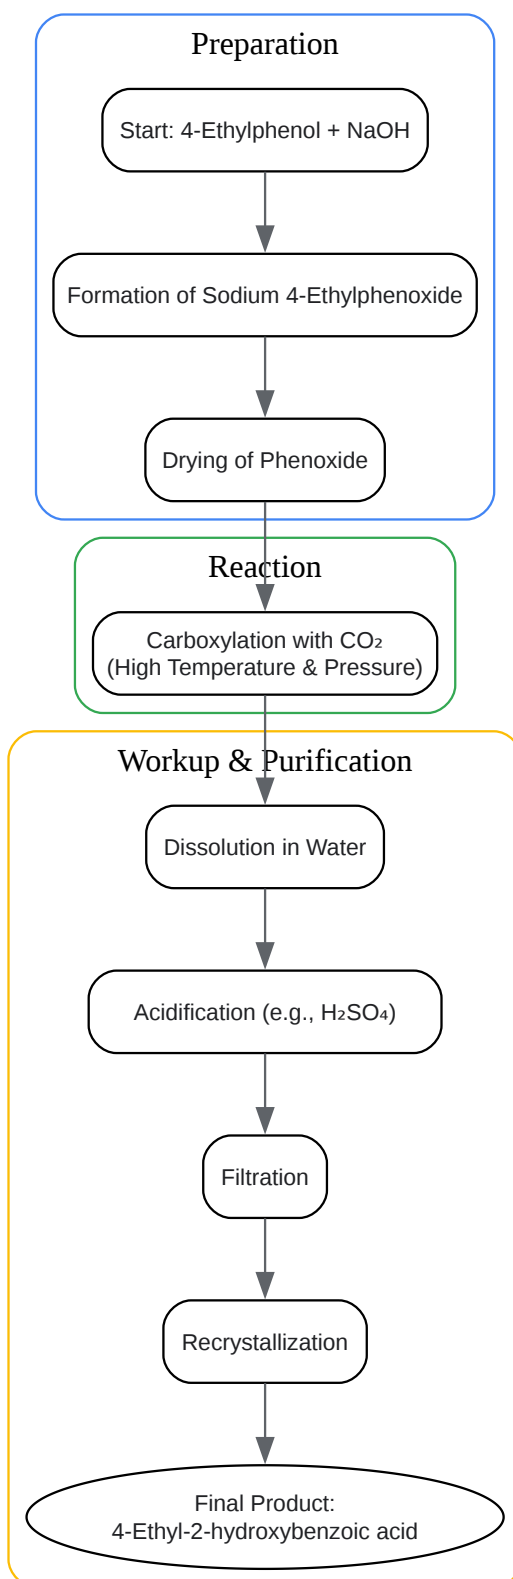 Preparation
Start: 4-Ethylphenol + NaOH
Formation of Sodium 4-Ethylphenoxide
Drying of Phenoxide
Reaction
Carboxylation with CO₂
(High Temperature & Pressure)
Workup & Purification
Dissolution in Water
Acidification (e.g., H₂SO₄)
Filtration
Recrystallization
Final Product:
4-Ethyl-2-hydroxybenzoic acid